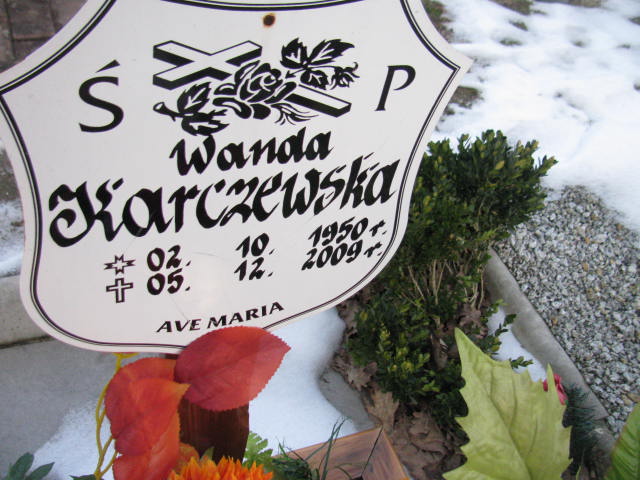 Ś P
Wanda
Karczewska
02. 10. 1950 r.
05. 12. 2009 r.
AVE MARIA